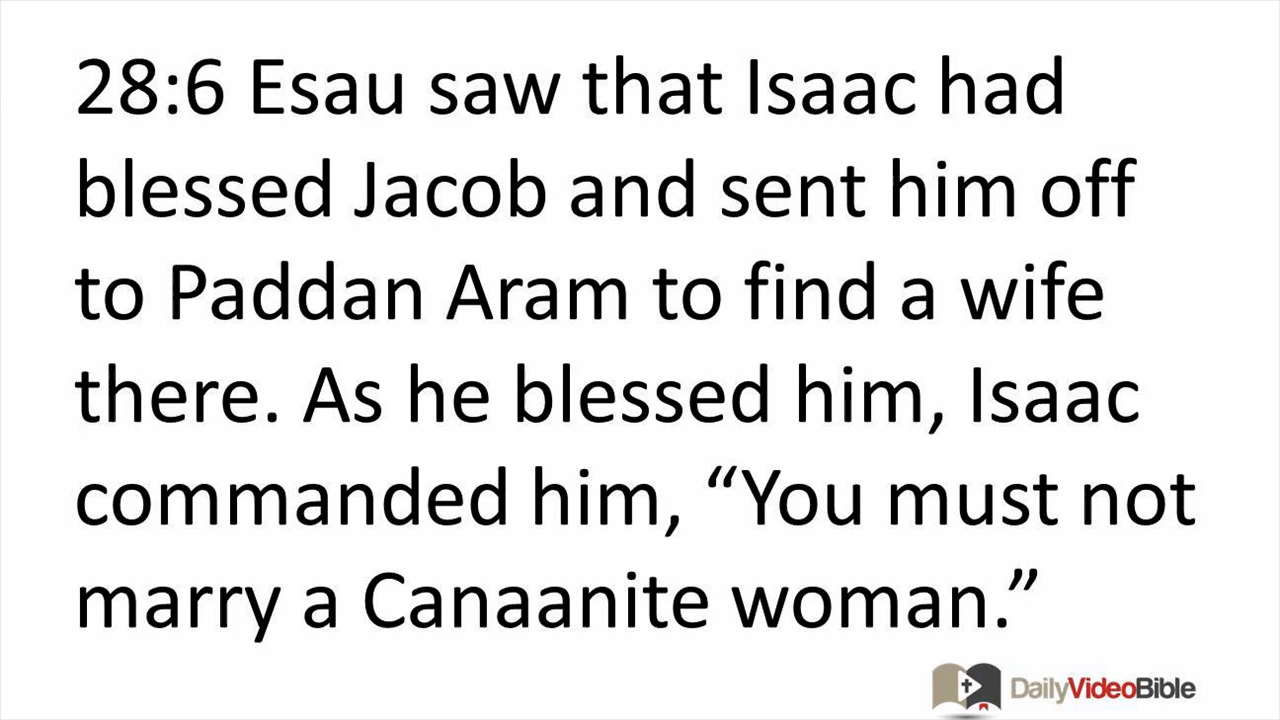 28:6 Esau saw that Isaac had
blessed Jacob and sent him off
to Paddan Aram to find a wife
there. As he blessed him, Isaac
commanded him, “You must not
marry a Canaanite woman.”
DailyVideoBible